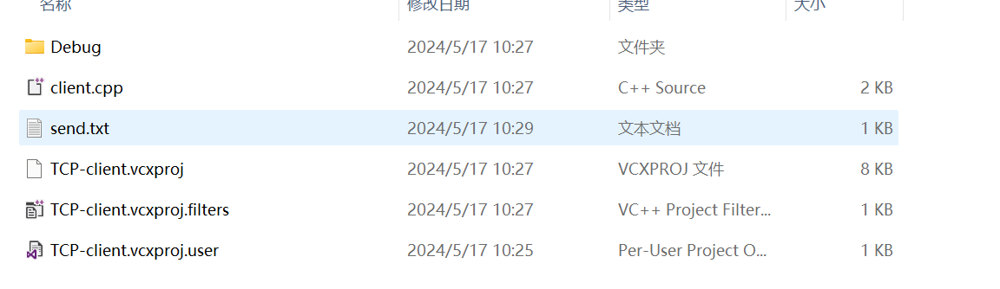 名称 修改日期 类型 大小
Debug 2024/5/17 10:27 文件夹
client.cpp 2024/5/17 10:27 C++ Source 2 KB
send.txt 2024/5/17 10:29 文本文档 1 KB
TCP-client.vcxproj 2024/5/17 10:27 VCXPROJ 文件 8 KB
TCP-client.vcxproj.filters 2024/5/17 10:27 VC++ Project Filter... 1 KB
TCP-client.vcxproj.user 2024/5/17 10:25 Per-User Project O... 1 KB